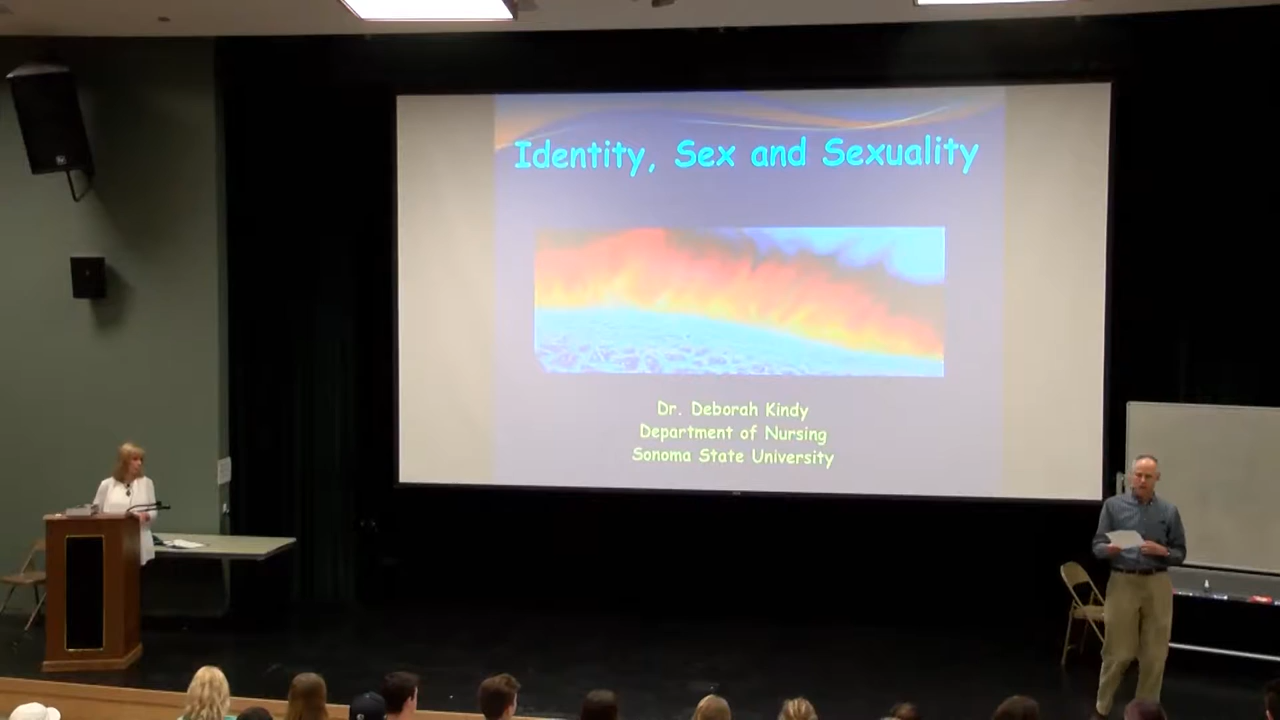 Identity, Sex and Sexuality
Dr. Deborah Kindy
Department of Nursing
Sonoma State University